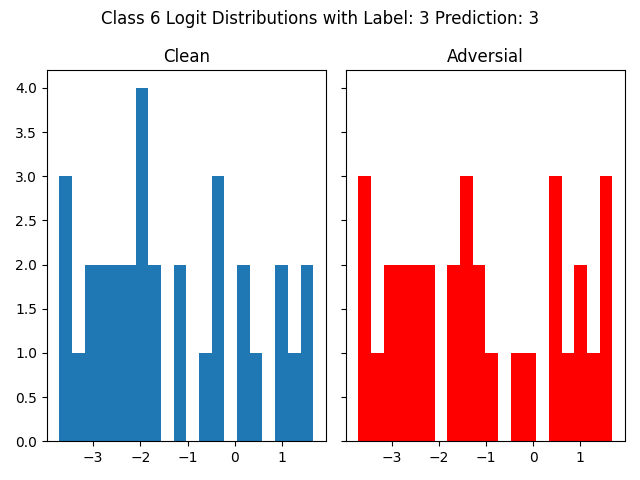 Class 6 Logit Distributions with Label: 3 Prediction: 3
Clean
Adversial
4.0
3.5
3.0
2.5
2.0
1.5
1.0
0.5
0.0
−3 −2 −1 0 1
−3 −2 −1 0 1